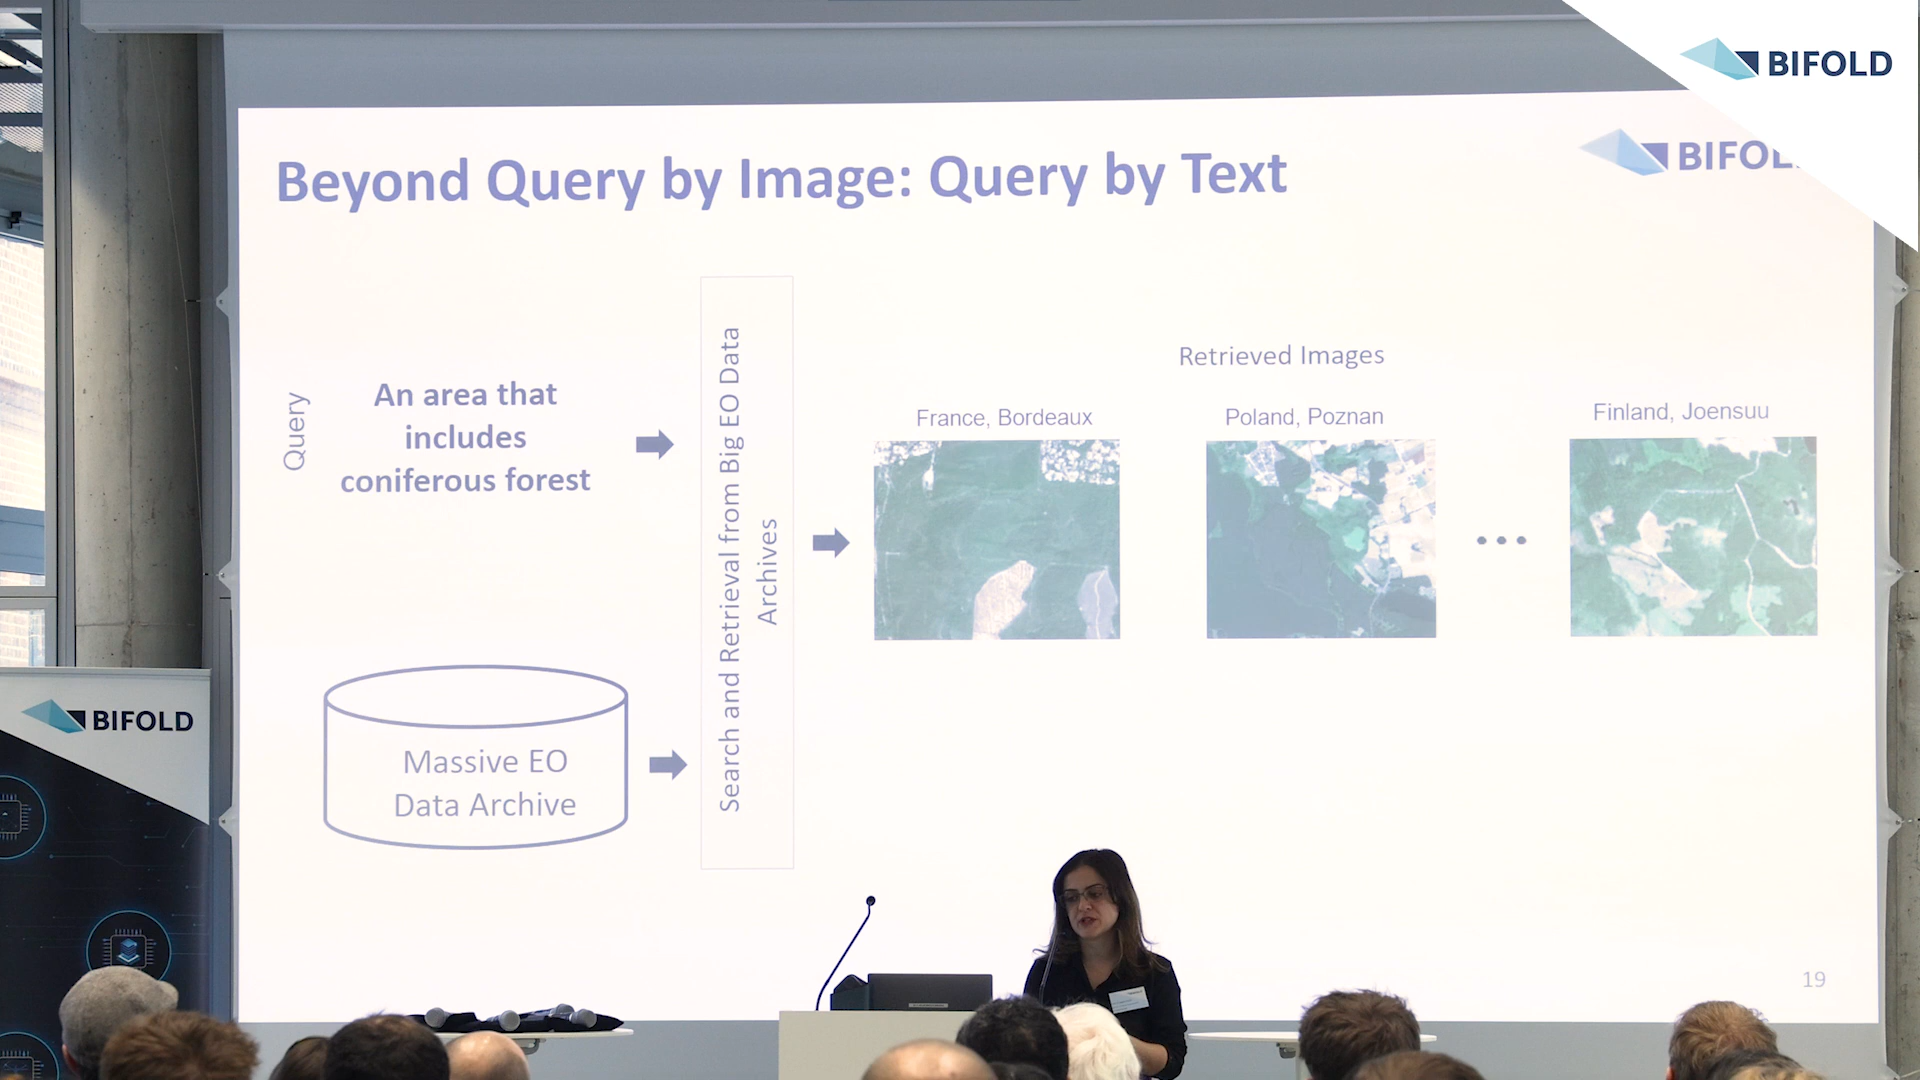 BIFOLD
Beyond Query by Image: Query by Text
BIFOL
Query
An area that
includes
coniferous forest
Search and Retrieval from Big EO Data
Archives
Retrieved Images
France, Bordeaux
Poland, Poznan
Finland, Joensuu
Massive EO
Data Archive
BIFOLD
19